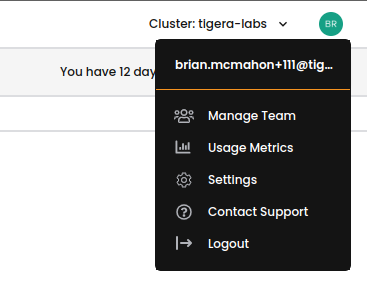 Cluster: tigera-labs
BR
You have 12 day
brian.mcmahon+111@tig...
Manage Team
Usage Metrics
Settings
Contact Support
Logout